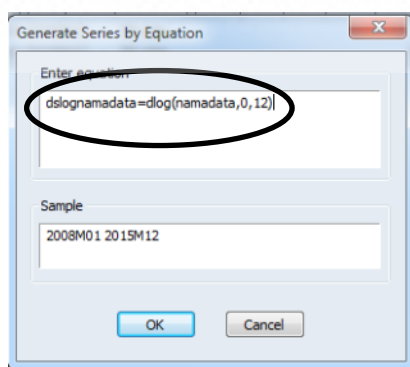 Generate Series by Equation
Enter equation
dslognamadata=dlog(namadata,0,12)
Sample
2008M01 2015M12
OK
Cancel